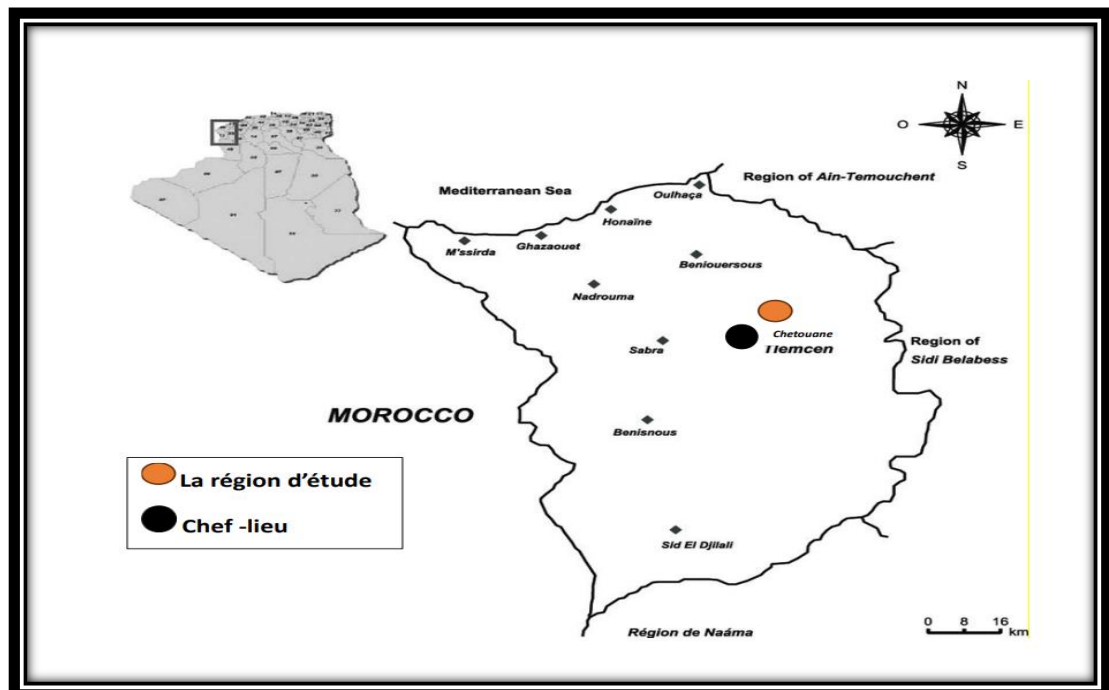 N
O
E
S
Mediterranean Sea
Region of Ain-Temouchent
Oulhaça
Honaïne
M'ssirda
Ghazaouet
Beniouersous
Nadrouma
Chetouane
Tlemcen
Sabra
Region of
Sidi Belabess
MOROCCO
Benisnous
La région d'étude
Chef -lieu
Sid El Djilali
Région de Naáma
0 8 16
km